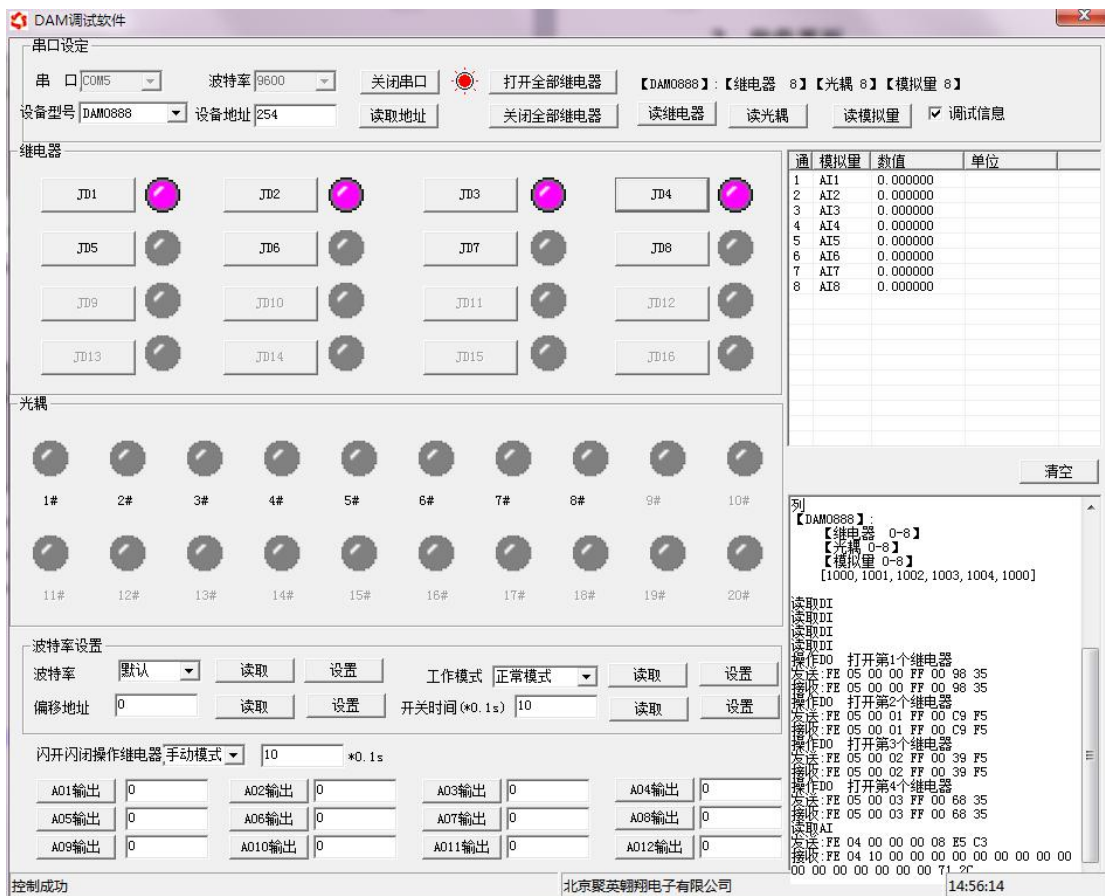 DAM调试软件
串口设定
串 口 COM5 波特率 9600 关闭串口 打开全部继电器 【DAM0888】:【继电器 8】【光耦 8】【模拟量 8】
设备型号 DAM0888 设备地址 254 读取地址 关闭全部继电器 读继电器 读光耦 读模拟量 调试信息
继电器
JD1 JD2 JD3 JD4
JD5 JD6 JD7 JD8
JD9 JD10 JD11 JD12
JD13 JD14 JD15 JD16
通 模拟量 数值 单位
1 AI1 0.000000
2 AI2 0.000000
3 AI3 0.000000
4 AI4 0.000000
5 AI5 0.000000
6 AI6 0.000000
7 AI7 0.000000
8 AI8 0.000000
光耦
1# 2# 3# 4# 5# 6# 7# 8# 9# 10#
11# 12# 13# 14# 15# 16# 17# 18# 19# 20#
清空
列
【DAM0888】:
【继电器 0-8】
【光耦 0-8】
【模拟量 0-8】
[1000,1001,1002,1003,1004,1000]
读取DI
读取DI
读取DI
读取DI
操作DO 打开第1个继电器
发送:FE 05 00 00 FF 00 98 35
接收:FE 05 00 00 FF 00 98 35
操作DO 打开第2个继电器
发送:FE 05 00 01 FF 00 C9 F5
接收:FE 05 00 01 FF 00 C9 F5
操作DO 打开第3个继电器
发送:FE 05 00 02 FF 00 39 F5
接收:FE 05 00 02 FF 00 39 F5
操作DO 打开第4个继电器
发送:FE 05 00 03 FF 00 68 35
接收:FE 05 00 03 FF 00 68 35
读取AI
发送:FE 04 00 00 00 08 E5 C3
接收:FE 04 10 00 00 00 00 00 00 00 00 00
00 00 00 00 00 00 00 71 2C
波特率设置
波特率 默认 读取 设置 工作模式 正常模式 读取 设置
偏移地址 0 读取 设置 开关时间(*0.1s) 10 读取 设置
闪开闪闭操作继电器 手动模式 10 *0.1s
AO1输出 0 AO2输出 0 AO3输出 0 AO4输出 0
AO5输出 0 AO6输出 0 AO7输出 0 AO8输出 0
AO9输出 0 AO10输出 0 AO11输出 0 AO12输出 0
控制成功 北京聚英翱翔电子有限公司 14:56:14